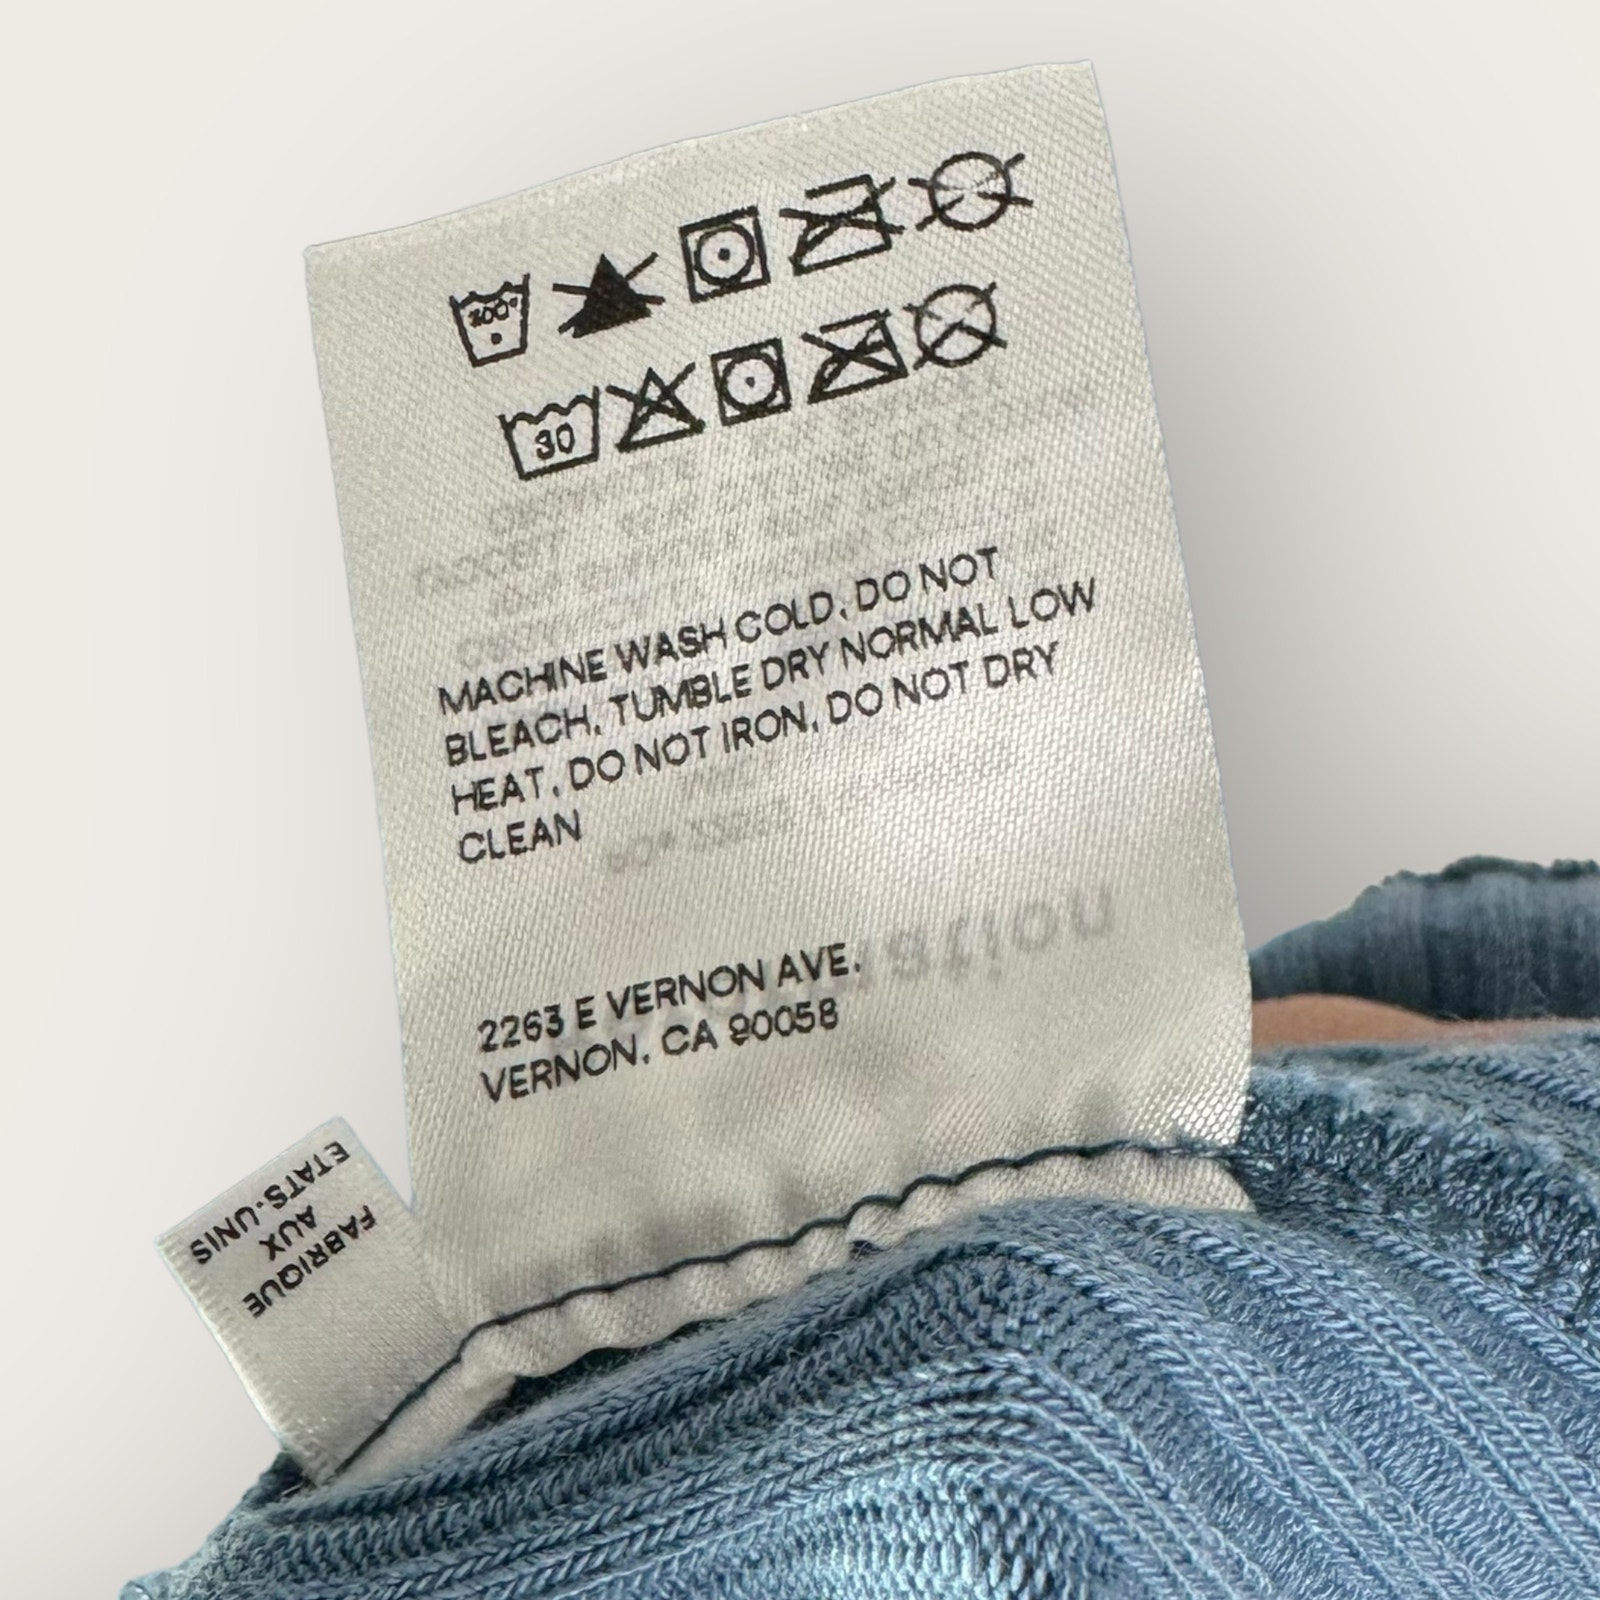 30
MACHINE WASH COLD, DO NOT
BLEACH, TUMBLE DRY NORMAL LOW
HEAT, DO NOT IRON, DO NOT DRY
CLEAN
2263 E VERNON AVE.
VERNON, CA 90058
FABRIQUE
AUX
ETATS-UNIS